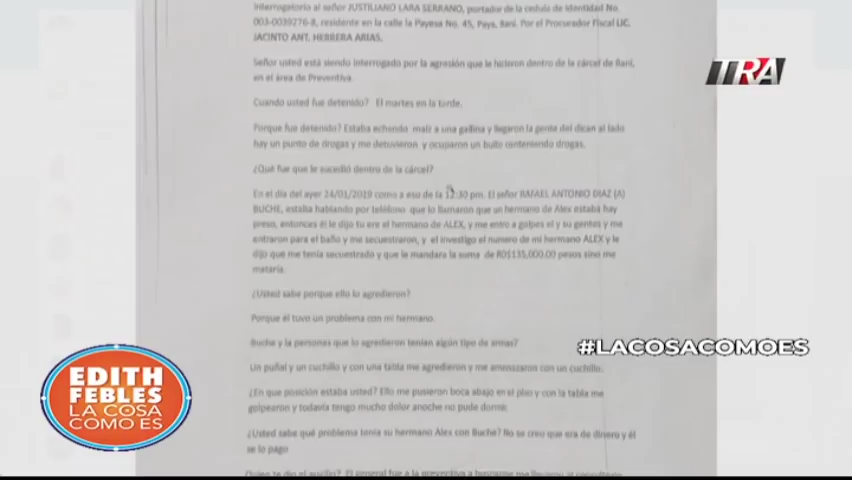 Interrogatorio al señor JUSTILIANO LARA SERRANO, portador de la cedula de identidad No.
003-0039276-8, residente en la calle la Payesa No. 45, Paya, Bani. Por el Procurador Fiscal LIC.
JACINTO ANT. HERRERA ARIAS.
Señor usted está siendo interrogado por la agresión que le hicieron dentro de la cárcel de Bani,
en el área de Preventiva.
Cuando usted fue detenido? El martes en la tarde.
Porque fue detenido? Estaba echando maíz a una gallina y llegaron la gente del dican al lado
hay un punto de drogas y me detuvieron y ocuparon un bulto conteniendo drogas.
¿Qué fue que le sucedió dentro de la cárcel?
En el día del ayer 24/01/2019 como a eso de la 12:30 pm. El señor RAFAEL ANTONIO DIAZ (A)
BUCHE, estaba hablando por teléfono que lo llamaron que un hermano de Alex estaba hay
preso, entonces él le dijo tu ere el hermano de ALEX, y me entro a golpes el y su gentes y me
entraron para el baño y me secuestraron, y el investigo el numero de mi hermano ALEX y le
dijo que me tenía secuestrado y que le mandara la suma de RD$135,000.00 pesos sino me
mataría.
¿Usted sabe porque ello lo agredieron?
Porque él tuvo un problema con mi hermano.
Buche y la personas que lo agredieron tenían algún tipo de armas?
Un puñal y un cuchillo y con una tabla me agredieron y me amenazaron con un cuchillo.
¿En que posición estaba usted? Ello me pusieron boca abajo en el piso y con la tabla me
golpearon y todavía tengo mucho dolor anoche no pude dormir.
¿Usted sabe qué problema tenia su hermano Alex con Buche? No se creo que era de dinero y él
se lo pago
te dio el auxilio? El general fue a la preventiva a
TRA
#LACOSACOMOES
EDITH
FEBLES
LA COSA
COMO ES